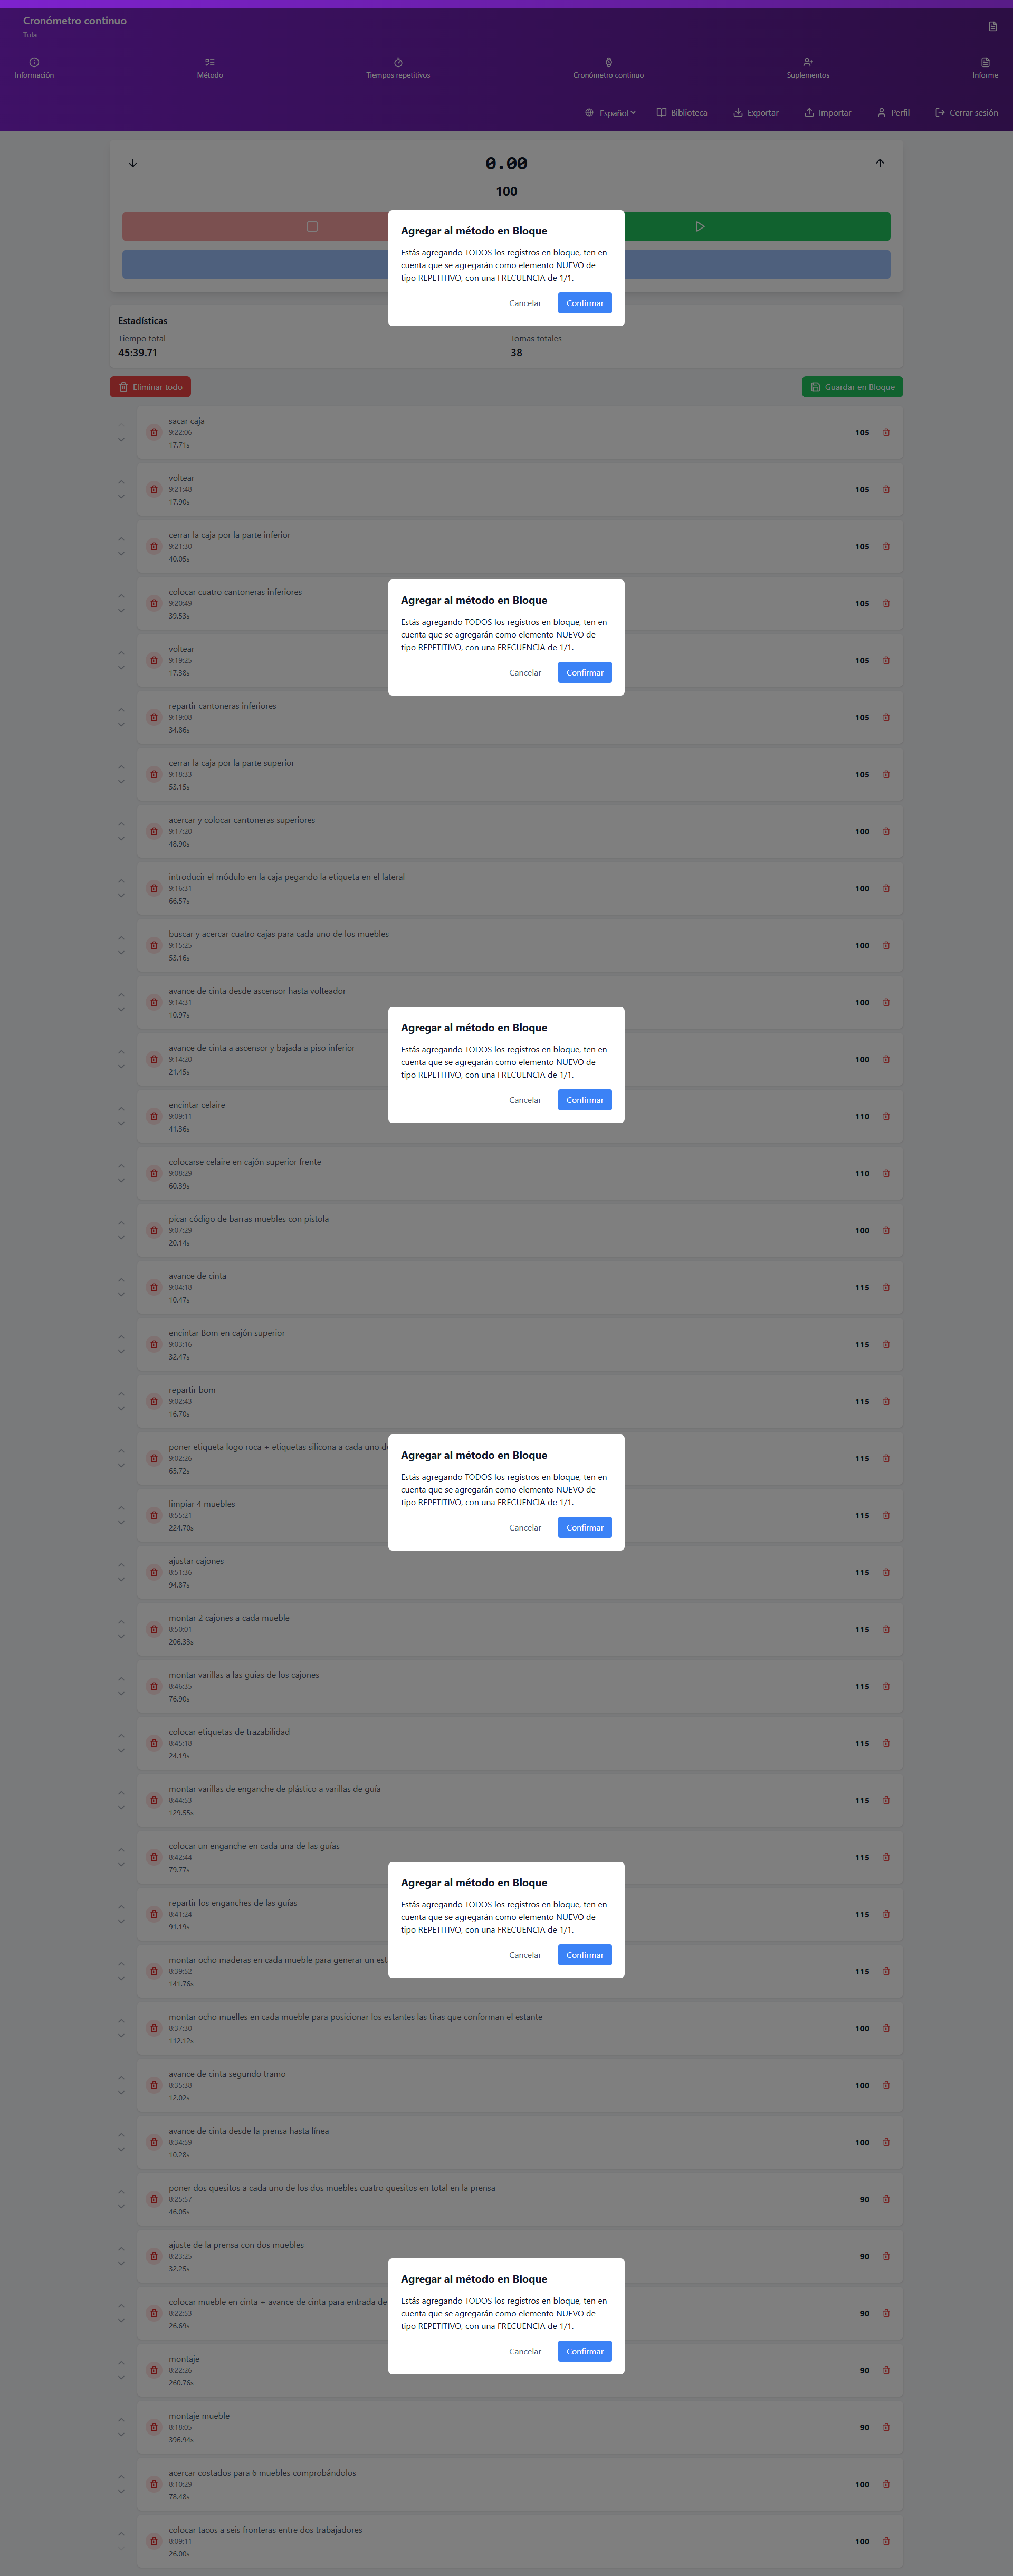 Cronómetro continuo
Tula
Información
Método
Tiempos repetitivos
Cronómetro continuo
Suplementos
Informe
Español
Biblioteca
Exportar
Importar
Perfil
Cerrar sesión
0.00
100
Agregar al método en Bloque
Estás agregando TODOS los registros en bloque, ten en
cuenta que se agregarán como elemento NUEVO de
tipo REPETITIVO, con una FRECUENCIA de 1/1.
Cancelar
Confirmar
Estadísticas
Tiempo total
45:39.71
Tomas totales
38
Eliminar todo
Guardar en Bloque
sacar caja
9:22:06
17.71s
105
voltear
9:21:48
17.90s
105
cerrar la caja por la parte inferior
9:21:30
40.05s
105
colocar cuatro cantoneras inferiores
9:20:49
39.53s
105
Agregar al método en Bloque
Estás agregando TODOS los registros en bloque, ten en
cuenta que se agregarán como elemento NUEVO de
tipo REPETITIVO, con una FRECUENCIA de 1/1.
Cancelar
Confirmar
voltear
9:19:25
17.38s
105
repartir cantoneras inferiores
9:19:08
34.86s
105
cerrar la caja por la parte superior
9:18:33
53.15s
105
acercar y colocar cantoneras superiores
9:17:20
48.90s
100
introducir el módulo en la caja pegando la etiqueta en el lateral
9:16:31
66.57s
100
buscar y acercar cuatro cajas para cada uno de los muebles
9:15:25
53.16s
100
avance de cinta desde ascensor hasta volteador
9:14:31
10.97s
100
Agregar al método en Bloque
Estás agregando TODOS los registros en bloque, ten en
cuenta que se agregarán como elemento NUEVO de
tipo REPETITIVO, con una FRECUENCIA de 1/1.
Cancelar
Confirmar
avance de cinta a ascensor y bajada a piso inferior
9:14:20
21.45s
100
encintar celaire
9:09:11
41.36s
110
colocarse celaire en cajón superior frente
9:08:29
60.39s
110
picar código de barras muebles con pistola
9:07:29
20.14s
100
avance de cinta
9:04:18
10.47s
115
encintar Bom en cajón superior
9:03:16
32.47s
115
repartir bom
9:02:43
16.70s
115
poner etiqueta logo roca + etiquetas silicona a cada uno de
9:02:26
65.72s
115
Agregar al método en Bloque
Estás agregando TODOS los registros en bloque, ten en
cuenta que se agregarán como elemento NUEVO de
tipo REPETITIVO, con una FRECUENCIA de 1/1.
Cancelar
Confirmar
limpiar 4 muebles
8:55:21
224.70s
115
ajustar cajones
8:51:36
94.87s
115
montar 2 cajones a cada mueble
8:50:01
206.33s
115
montar varillas a las guias de los cajones
8:46:35
76.90s
115
colocar etiquetas de trazabilidad
8:45:18
24.19s
115
montar varillas de enganche de plástico a varillas de guía
8:44:53
129.55s
115
colocar un enganche en cada una de las guías
8:42:44
79.77s
115
repartir los enganches de las guías
8:41:24
91.19s
115
Agregar al método en Bloque
Estás agregando TODOS los registros en bloque, ten en
cuenta que se agregarán como elemento NUEVO de
tipo REPETITIVO, con una FRECUENCIA de 1/1.
Cancelar
Confirmar
montar ocho maderas en cada mueble para generar un est
8:39:52
141.76s
115
montar ocho muelles en cada mueble para posicionar los estantes las tiras que conforman el estante
8:37:30
112.12s
100
avance de cinta segundo tramo
8:35:38
12.02s
100
avance de cinta desde la prensa hasta línea
8:34:59
10.28s
100
poner dos quesitos a cada uno de los dos muebles cuatro quesitos en total en la prensa
8:25:57
46.05s
90
ajuste de la prensa con dos muebles
8:23:25
32.25s
90
Agregar al método en Bloque
Estás agregando TODOS los registros en bloque, ten en
cuenta que se agregarán como elemento NUEVO de
tipo REPETITIVO, con una FRECUENCIA de 1/1.
Cancelar
Confirmar
colocar mueble en cinta + avance de cinta para entrada de
8:22:53
26.69s
90
montaje
8:22:26
260.76s
90
montaje mueble
8:18:05
396.94s
90
acercar costados para 6 muebles comprobándolos
8:10:29
78.48s
100
colocar tacos a seis fronteras entre dos trabajadores
8:09:11
26.00s
100